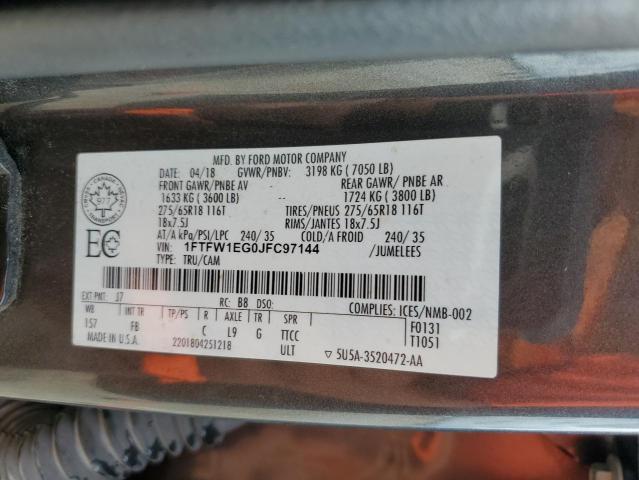 MFD. BY FORD MOTOR COMPANY
DATE: 04/18 GVWR/PNBV: 3198 KG ( 7050 LB)
FRONT GAWR/PNBE AV REAR GAWR/ PNBE AR
1633 KG ( 3600 LB) 1724 KG ( 3800 LB)
275/65R18 116T TIRES/PNEUS 275/65R18 116T
18x7.5J RIMS/JANTES 18x7.5J
AT/A kPa/PSI/LPC 240/ 35 COLD/A FROID 240/ 35
VIN: 1FTFW1EG0JFC97144 /JUMELEES
TYPE: TRU/CAM
CANADA
977
EC
EXT PNT: J7 RC: B8 DSO: COMPLIES: ICES/NMB-002
WB INT TR TP/PS R AXLE TR SPR F0131
157 FB C L9 G TTCC T1051
MADE IN U.S.A. 2201804251218 ULT ▽ 5U5A-3520472-AA